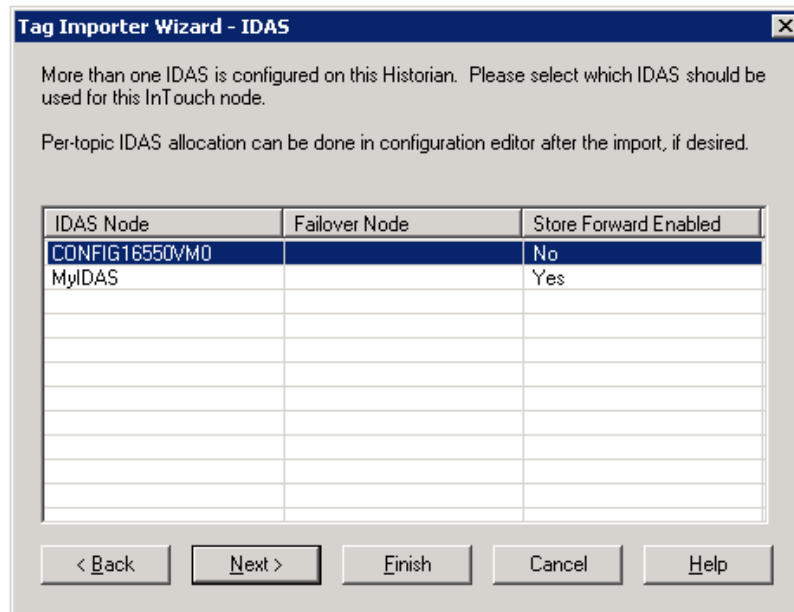 Tag Importer Wizard - IDAS
More than one IDAS is configured on this Historian. Please select which IDAS should be
used for this InTouch node.
Per-topic IDAS allocation can be done in configuration editor after the import, if desired.
IDAS Node Failover Node Store Forward Enabled
CONFIG16550VM0 No
MyIDAS Yes
< Back Next > Finish Cancel Help